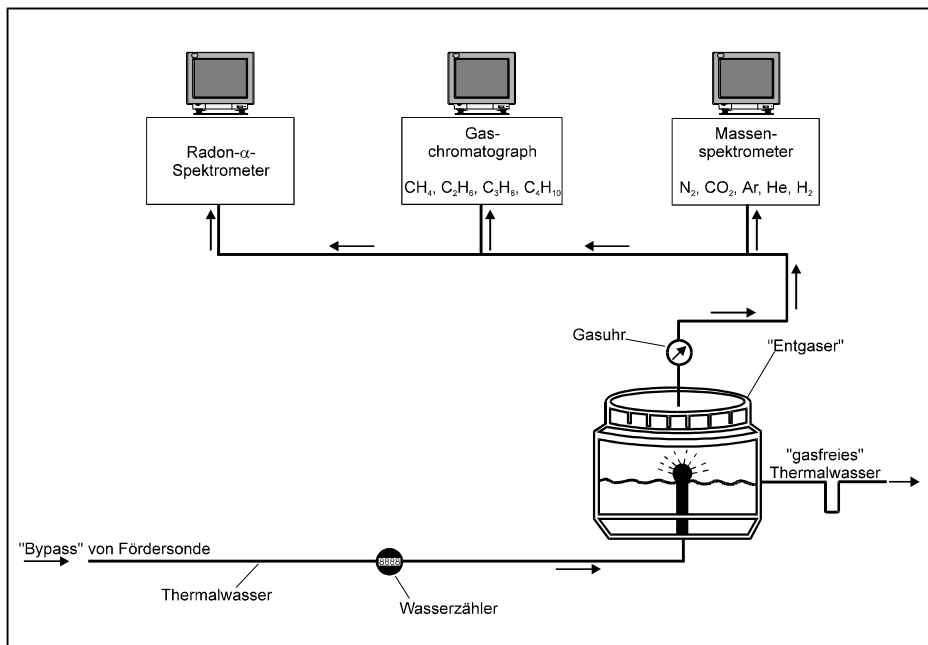 Radon-α-
Spektrometer
Gas-
chromatograph
CH₄, C₂H₆, C₃H₈, C₄H₁₀
Massen-
spektrometer
N₂, CO₂, Ar, He, H₂
Gasuhr
"Entgaser"
"gasfreies"
Thermalwasser
"Bypass" von Fördersonde
8888
Thermalwasser
Wasserzähler